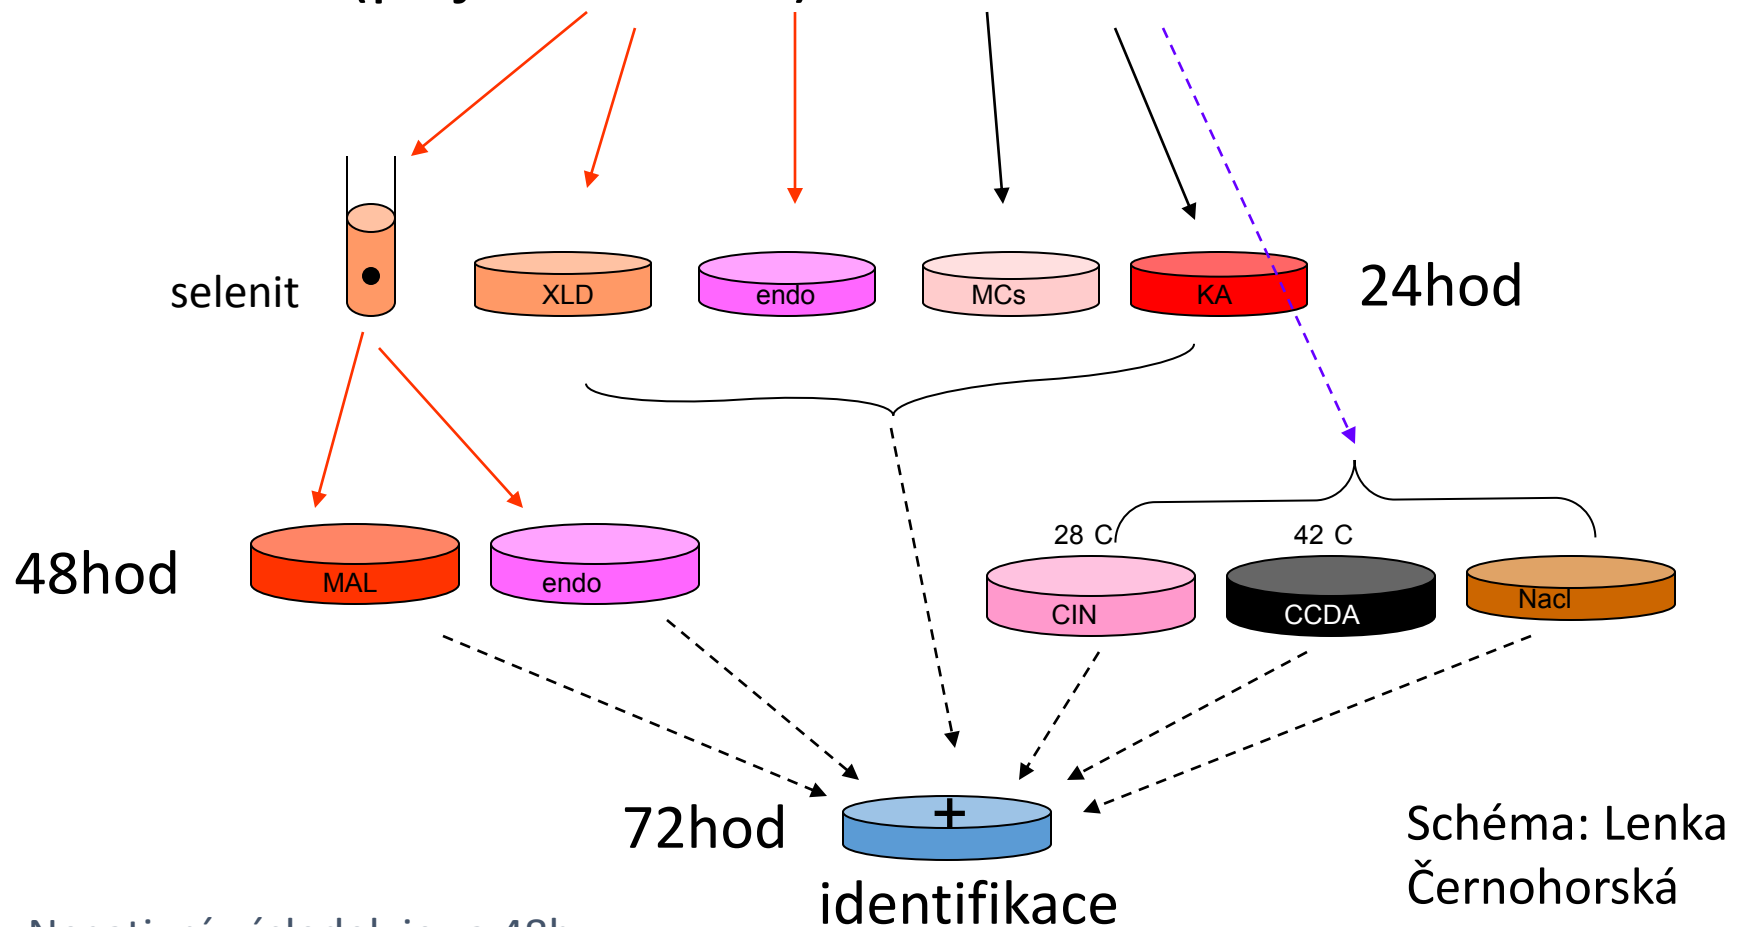 selenit
XLD
endo
MCs
KA
24hod
48hod
MAL
endo
28 C
42 C
CIN
CCDA
Nacl
72hod
+
identifikace
Schéma: Lenka
Černohorská